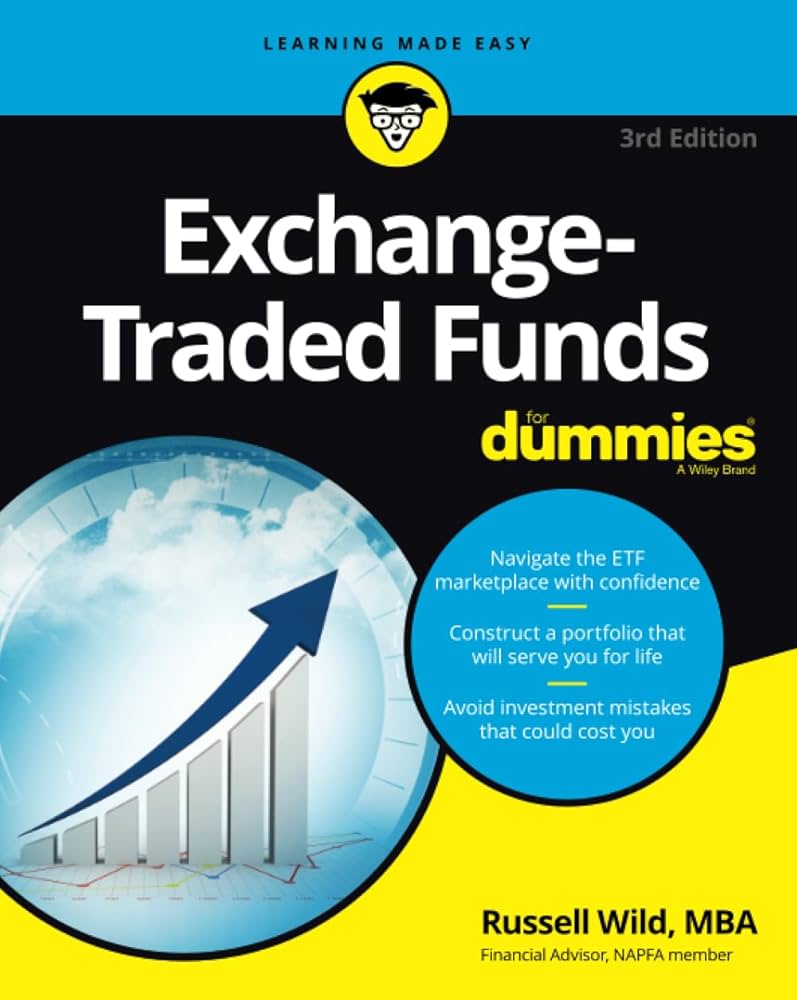 LEARNING MADE EASY
3rd Edition
Exchange-
Traded Funds
for
dummies®
A Wiley Brand
Navigate the ETF
marketplace with confidence
Construct a portfolio that
will serve you for life
Avoid investment mistakes
that could cost you
Russell Wild, MBA
Financial Advisor, NAPFA member